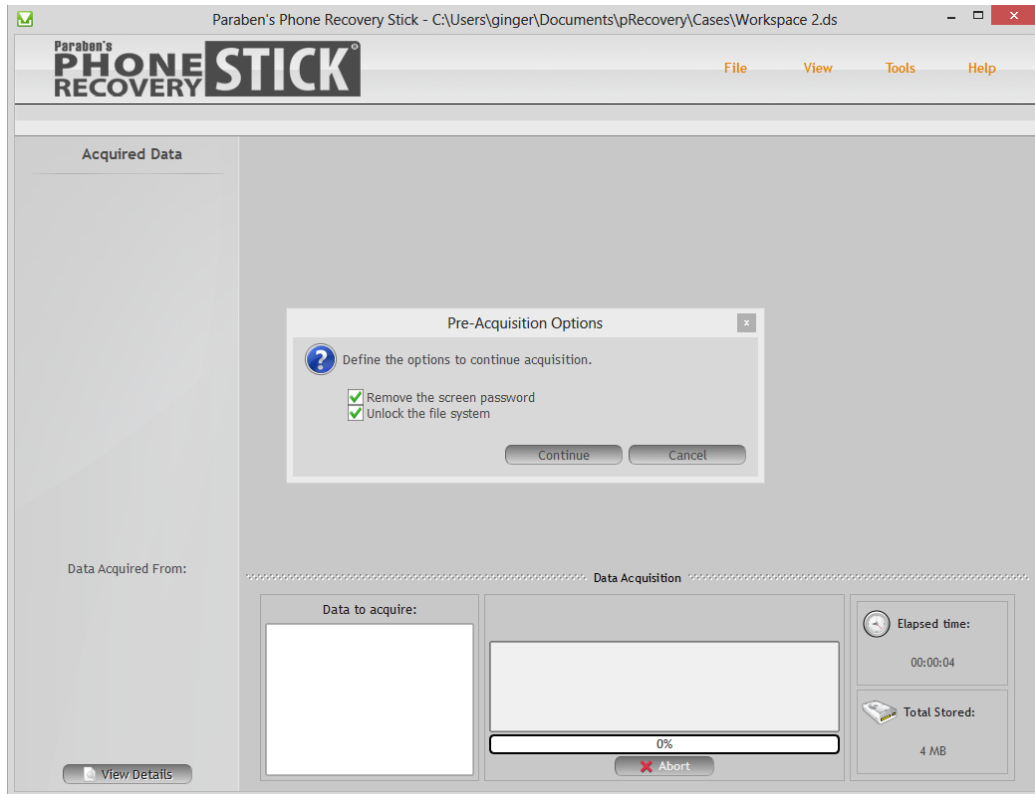 Paraben's Phone Recovery Stick - C:\Users\ginger\Documents\pRecovery\Cases\Workspace 2.ds
Paraben's
PHONE RECOVERY STICK®
File View Tools Help
Acquired Data
Pre-Acquisition Options
x
Define the options to continue acquisition.
Remove the screen password
Unlock the file system
Continue Cancel
Data Acquired From:
Data Acquisition
Data to acquire:
Elapsed time:
00:00:04
Total Stored:
4 MB
0%
Abort
View Details